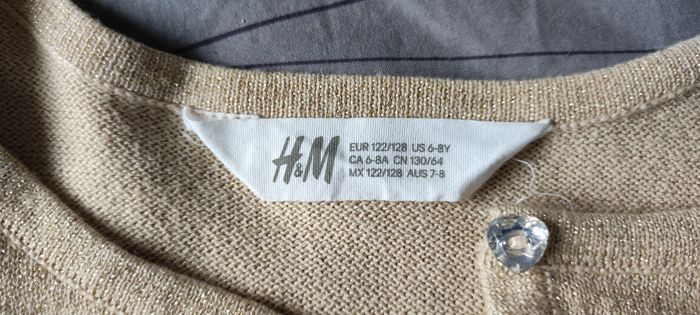 H&M
EUR 122/128 US 6-8Y
CA 6-8A CN 130/64
MX 122/128 AUS 7-8